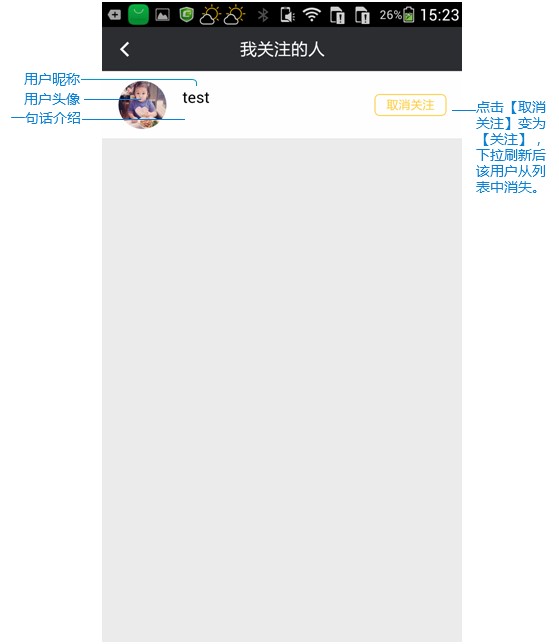 26% 15:23
我关注的人
用户昵称
用户头像
一句话介绍
test
取消关注
点击【取消
关注】变为
【关注】，
下拉刷新后
该用户从列
表中消失。